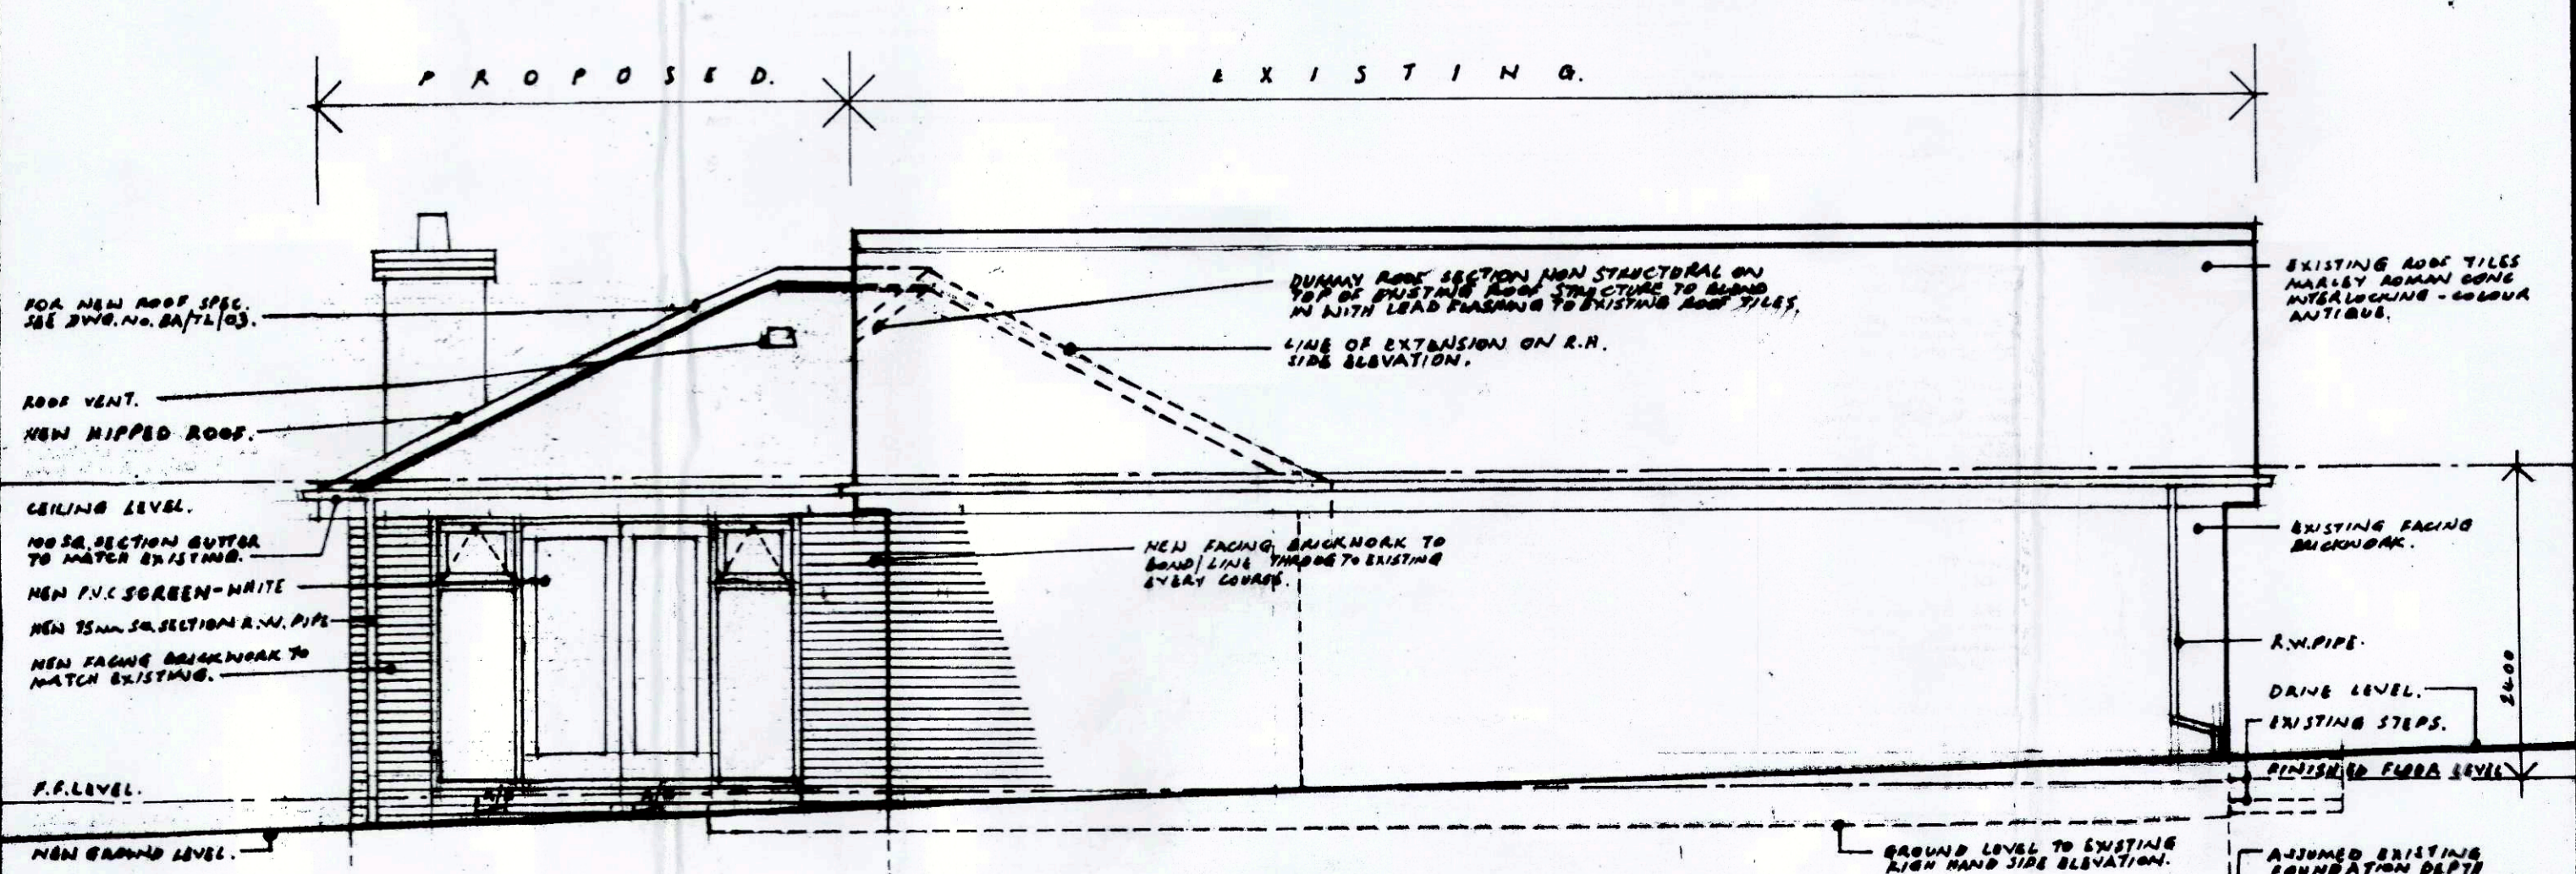 PROPOSED.
EXISTING.
FOR NEW ROOF SPEC.
SEE DWG.No. BA/TL/03.
ROOF VENT.
NEW HIPPED ROOF.
CEILING LEVEL.
100 SQ. SECTION GUTTER
TO MATCH EXISTING.
NEW P.V.C SCREEN-WHITE
NEW 75mm SQ. SECTION R.W. PIPE
NEW FACING BRICKWORK TO
MATCH EXISTING.
F.F. LEVEL.
NEW GROUND LEVEL.
DUMMY ROOF SECTION NON STRUCTURAL ON
TOP OF EXISTING ROOF STRUCTURE TO BLEND
IN WITH LEAD FLASHING TO EXISTING ROOF TILES.
LINE OF EXTENSION ON R.H.
SIDE ELEVATION.
NEW FACING BRICKWORK TO
BOND/LINE THROUG TO EXISTING
EVERY COURSE.
A/B
A/B
EXISTING ROOF TILES
MARLEY ROMAN CONC
INTERLOCKING - COLOUR
ANTIQUE.
EXISTING FACING
BRICKWORK.
R.W.PIPE.
2400
DRIVE LEVEL.
EXISTING STEPS.
FINISHED FLOOR LEVEL
GROUND LEVEL TO EXISTING
RIGH HAND SIDE ELEVATION.
ASSUMED EXISTING
FOUNDATION DEPTH